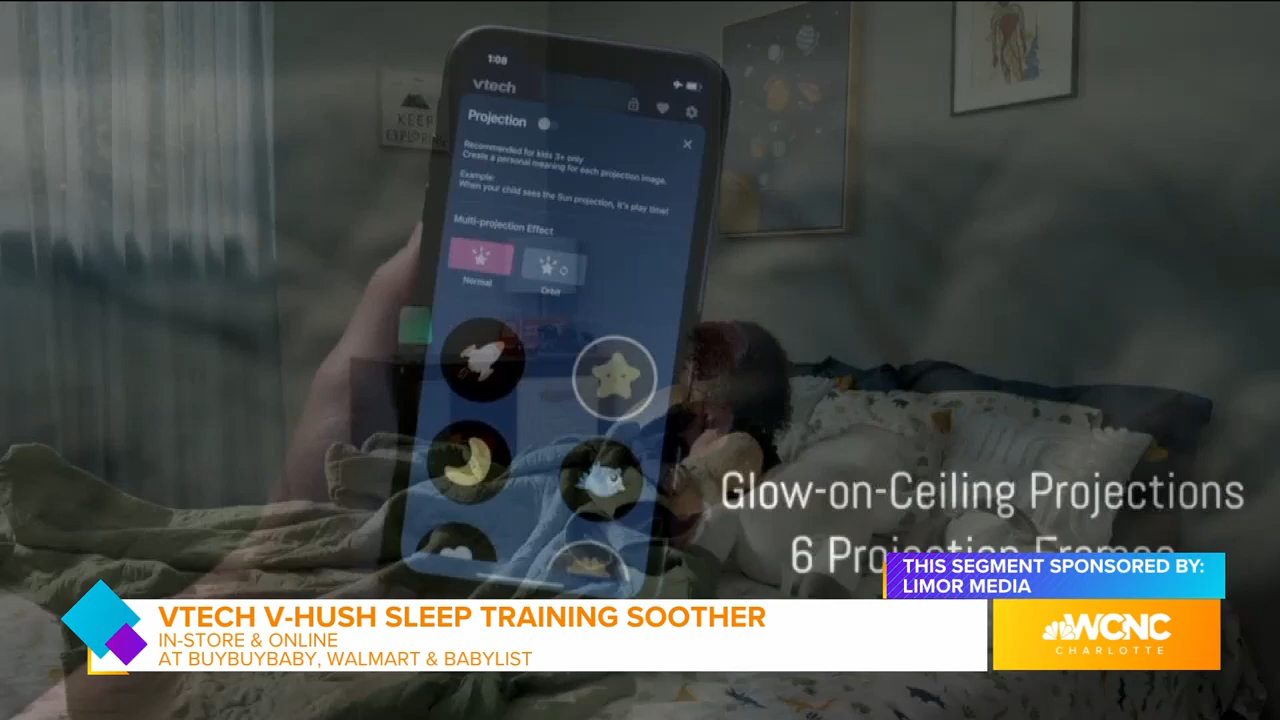 1:08
vtech
Projection
Recommended for kids 3+ only
Create a personal meaning for each projection image.
Example:
When your child sees the Sun projection, it's play time!
Multi-projection Effect
Normal
Orbit
KEEP
EXPLORING
Glow-on-Ceiling Projections
6 Projection Frames
THIS SEGMENT SPONSORED BY:
LIMOR MEDIA
VTECH V-HUSH SLEEP TRAINING SOOTHER
IN-STORE & ONLINE
AT BUYBUYBABY, WALMART & BABYLIST
WCNC
CHARLOTTE